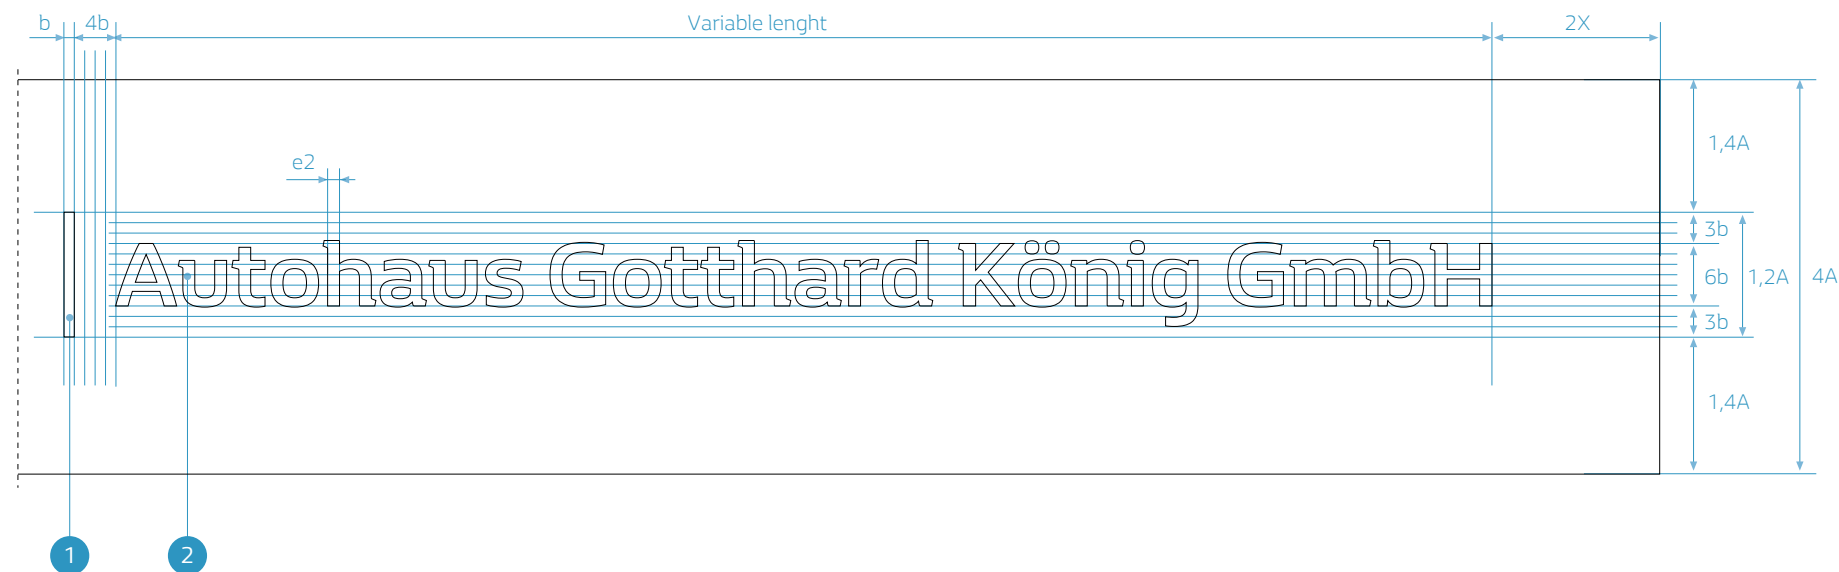 b 4b Variable lenght 2X
1,4A
e2
3b
Autohaus Gotthard König GmbH 6b 1,2A 4A
3b
1,4A
1 2